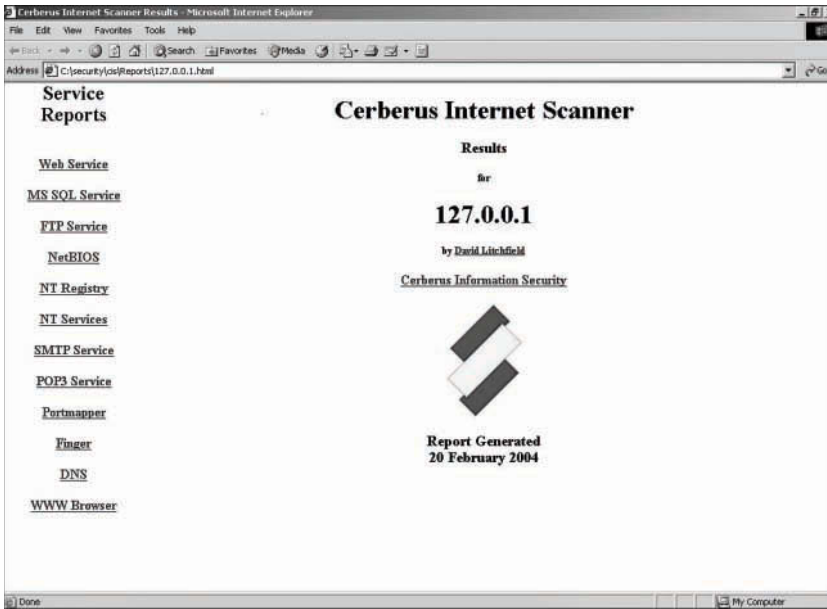 Cerberus Internet Scanner Results - Microsoft Internet Explorer
File Edit View Favorites Tools Help
Back Search Favorites Media
Address C:\security\cis\Reports\127.0.0.1.html Go
Service
Reports
Web Service
MS SQL Service
FTP Service
NetBIOS
NT Registry
NT Services
SMTP Service
POP3 Service
Portmapper
Finger
DNS
WWW Browser
Cerberus Internet Scanner
Results
for
127.0.0.1
by David Litchfield
Cerberus Information Security
Report Generated
20 February 2004
Done My Computer